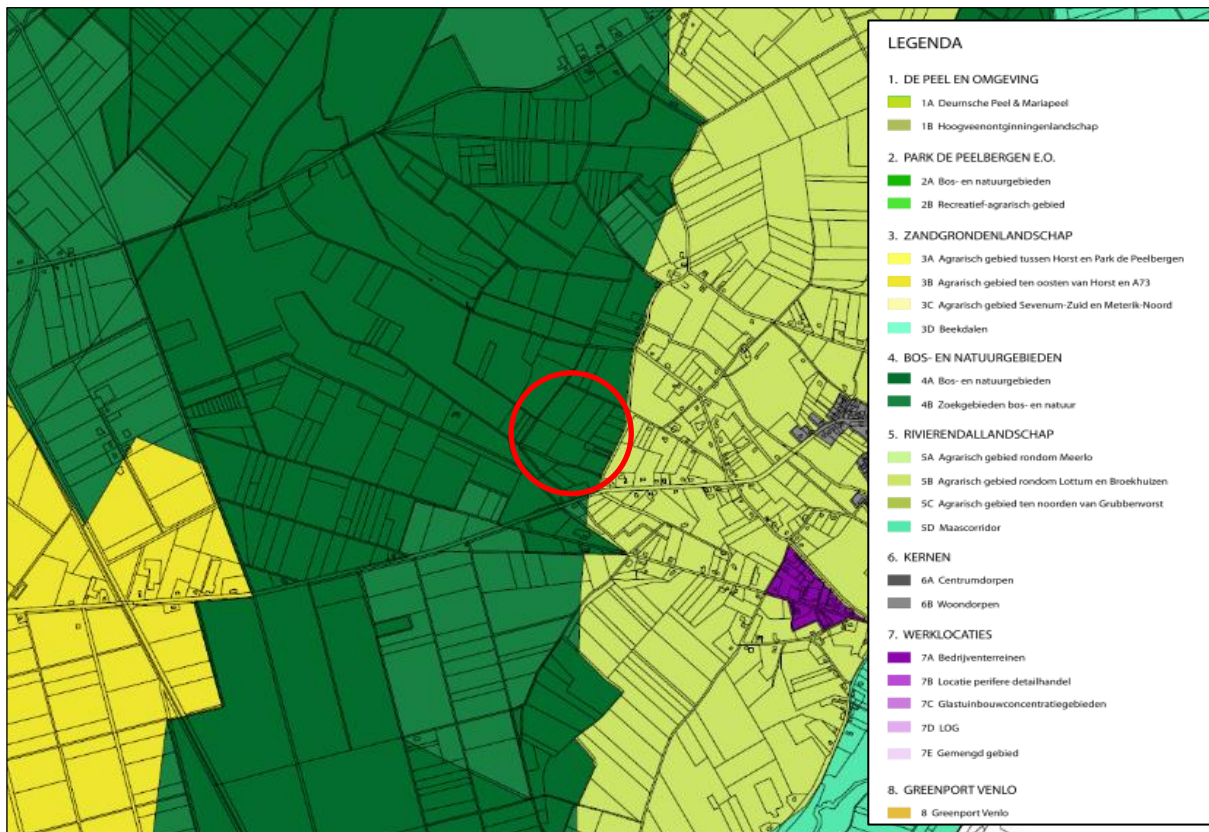 LEGENDA
1. DE PEEL EN OMGEVING
1A Deurnsche Peel & Mariapeel
1B Hoogveenontginningenlandschap
2. PARK DE PEELBERGEN E.O.
2A Bos- en natuurgebieden
2B Recreatief-agrarisch gebied
3. ZANDGRONDENLANDSCHAP
3A Agrarisch gebied tussen Horst en Park de Peelbergen
3B Agrarisch gebied ten oosten van Horst en A73
3C Agrarisch gebied Sevenum-Zuid en Meterik-Noord
3D Beekdalen
4. BOS- EN NATUURGEBIEDEN
4A Bos- en natuurgebieden
4B Zoekgebieden bos- en natuur
5. RIVIERENDALLANDSCHAP
5A Agrarisch gebied rondom Meerlo
5B Agrarisch gebied rondom Lottum en Broekhuizen
5C Agrarisch gebied ten noorden van Grubbenvorst
5D Maascorridor
6. KERNEN
6A Centrumdorpen
6B Woondorpen
7. WERKLOCATIES
7A Bedrijventerreinen
7B Locatie perifere detailhandel
7C Glastuinbouwconcentratiegebieden
7D LOG
7E Gemengd gebied
8. GREENPORT VENLO
8 Greenport Venlo